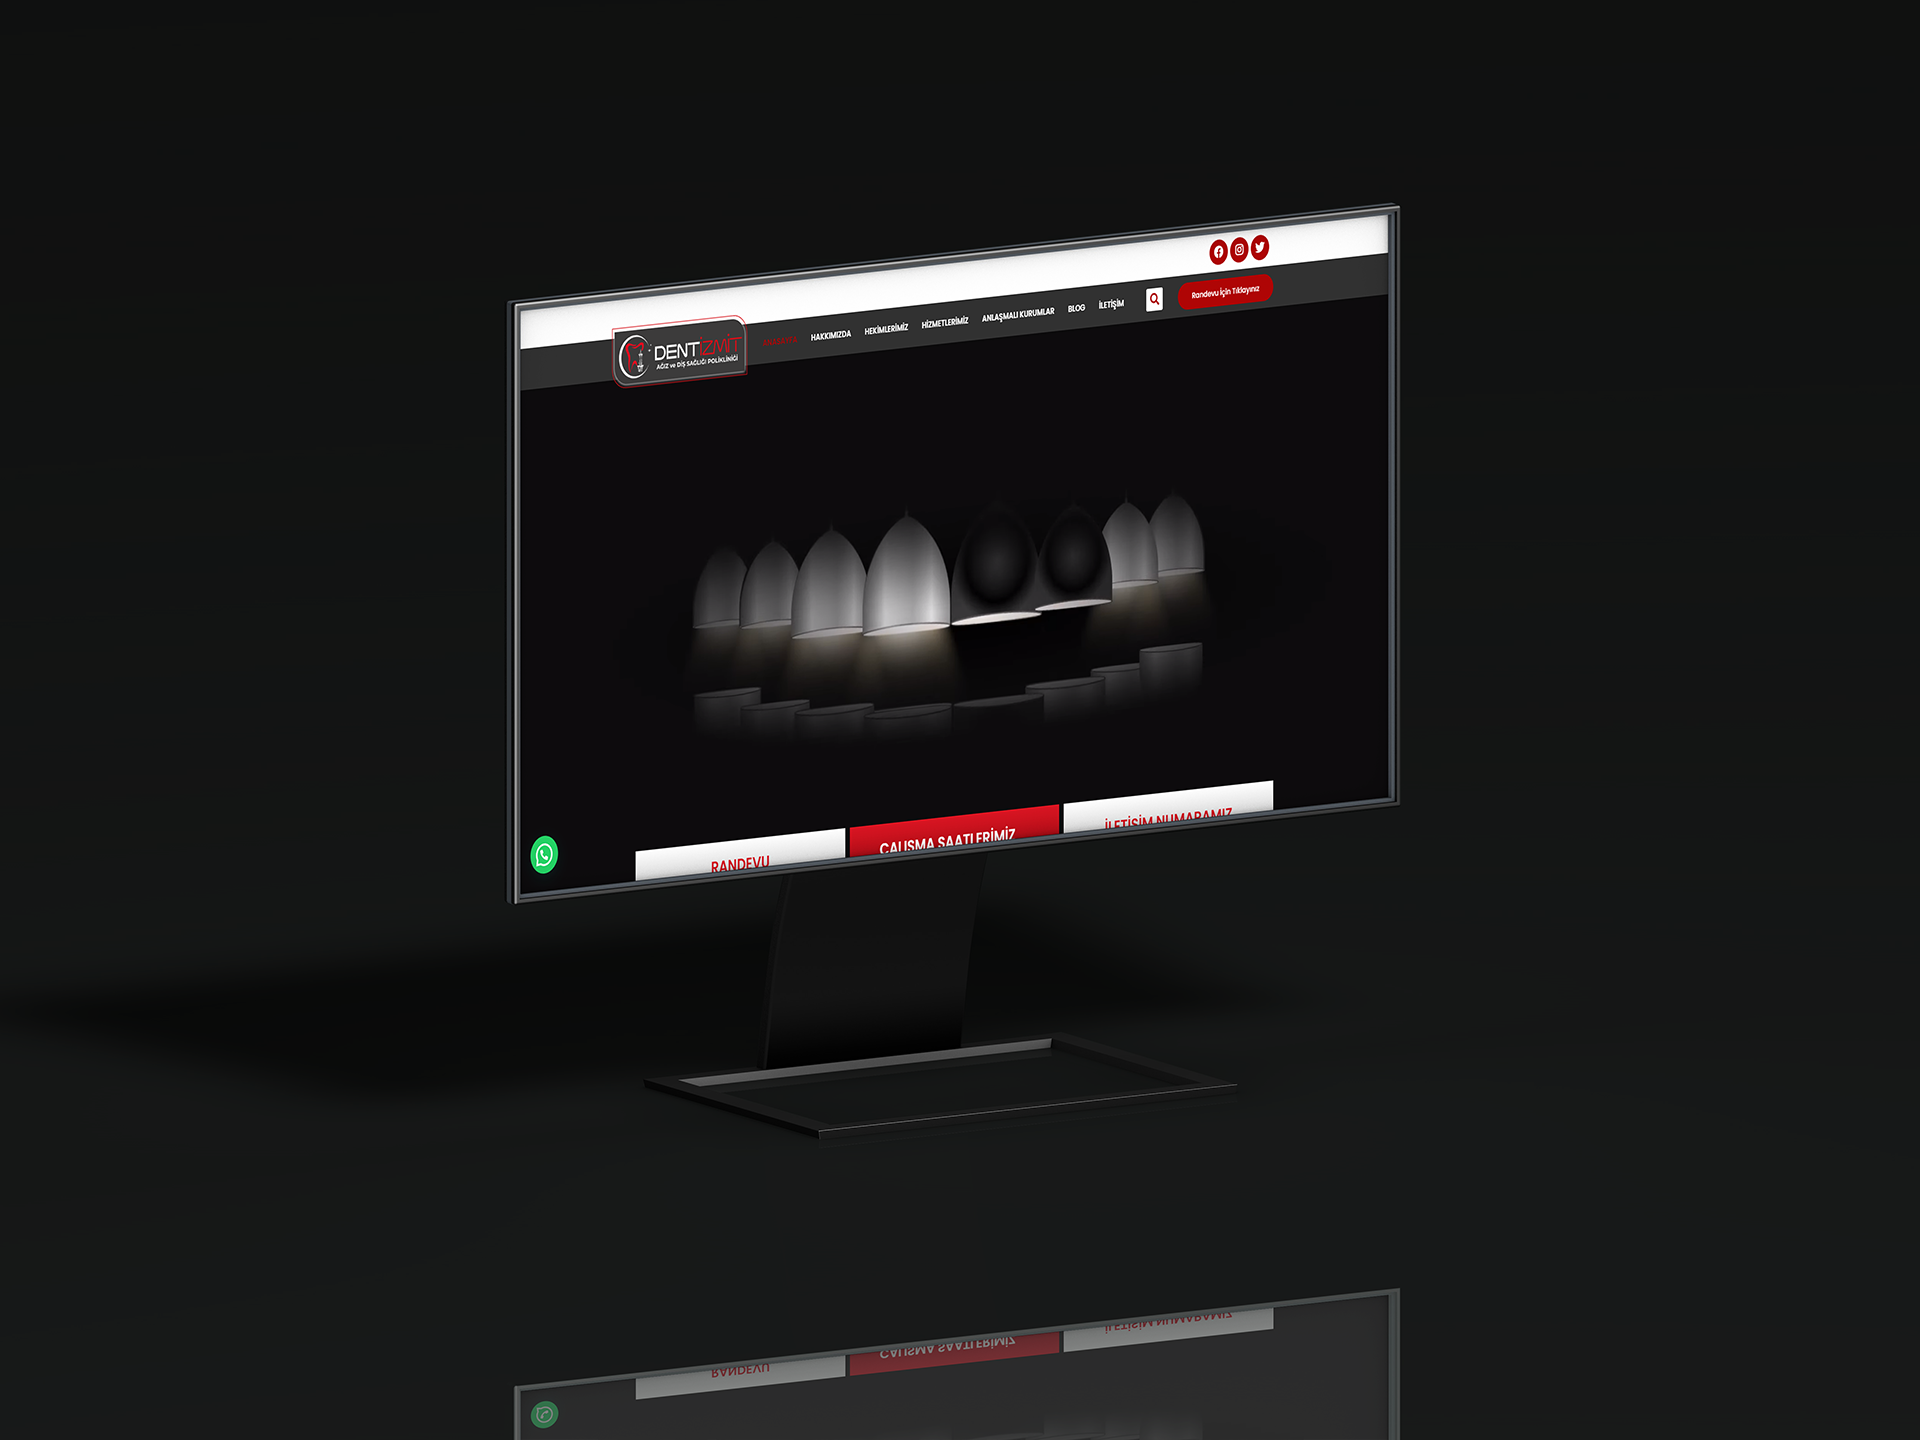 DENTİZMİT
AĞIZ ve DİŞ SAĞLIĞI POLİKLİNİĞİ
ANASAYFA
HAKKIMIZDA
HEKİMLERİMİZ
HİZMETLERİMİZ
ANLAŞMALI KURUMLAR
BLOG
İLETİŞİM
Randevu İçin Tıklayınız
RANDEVU
ÇALIŞMA SAATLERİMİZ
İLETİŞİM NUMARAMIZ